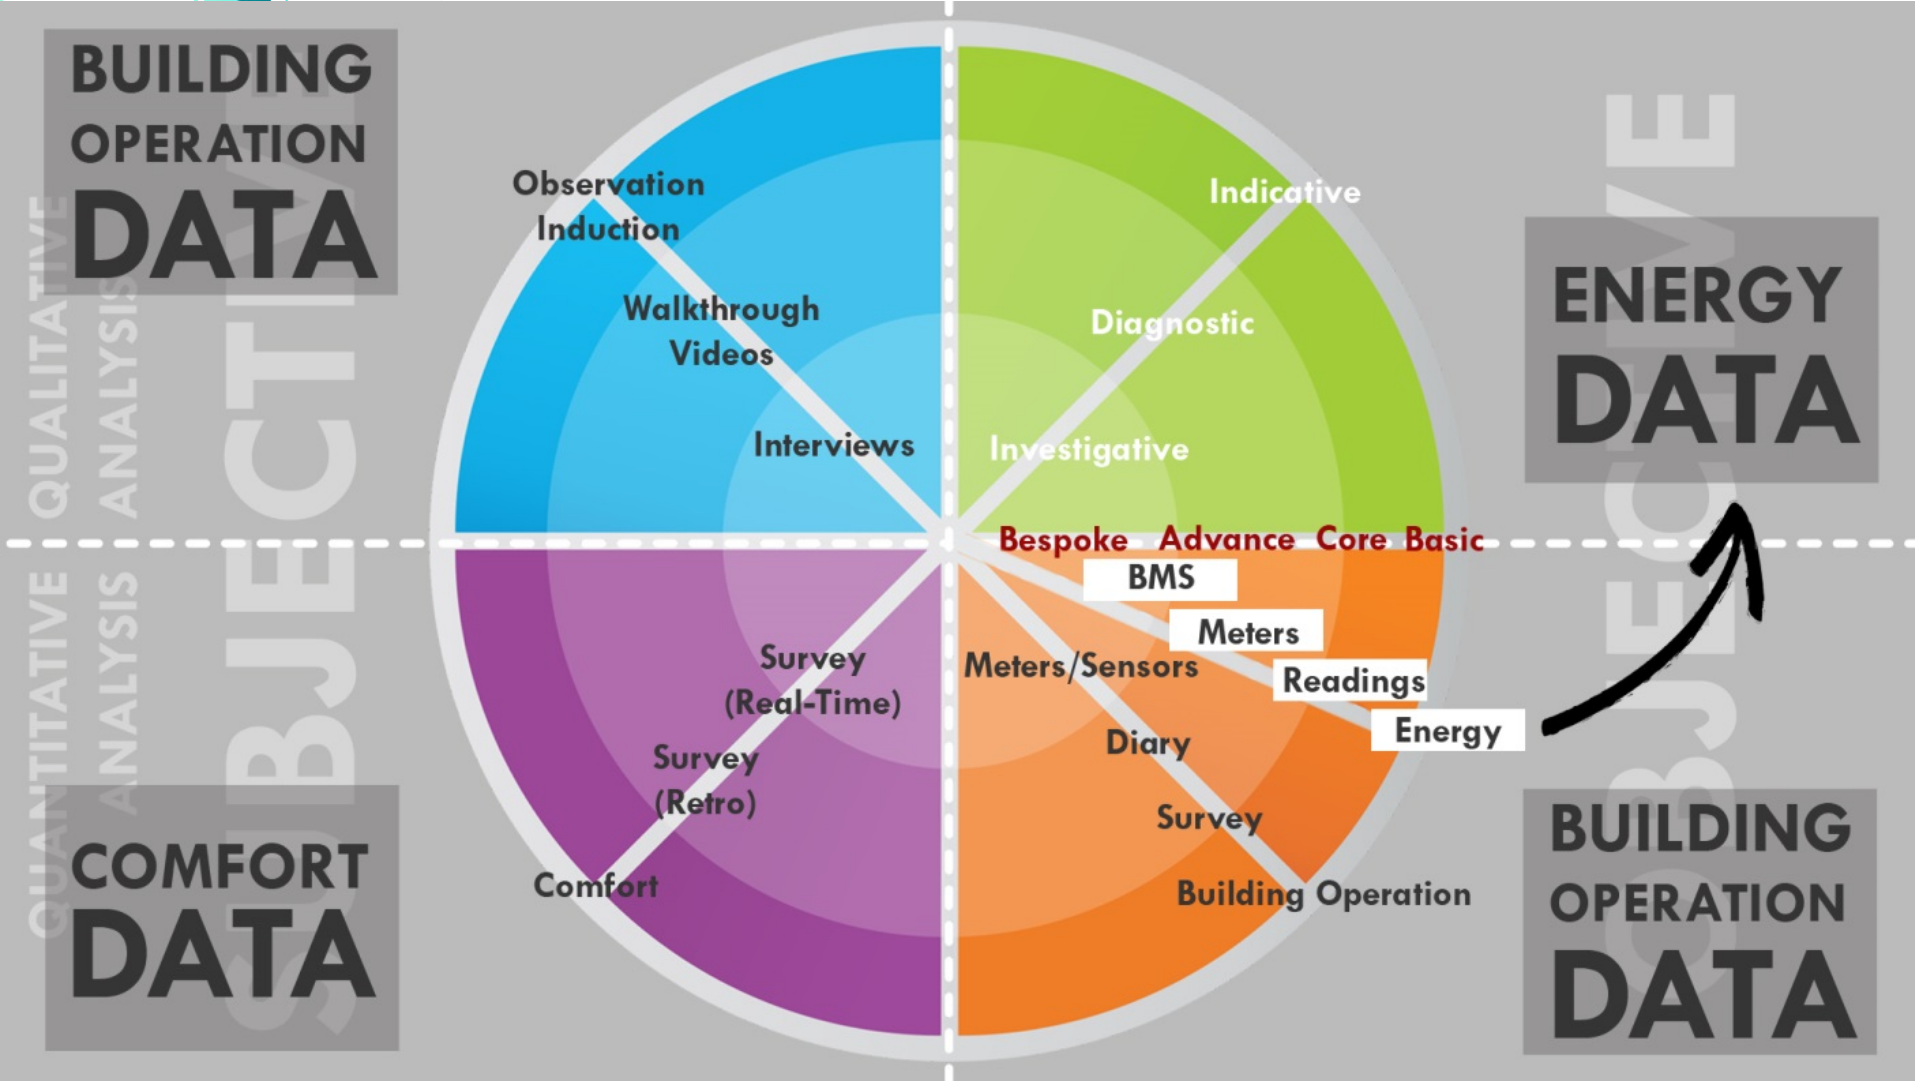 BUILDING
OPERATION
DATA
QUALITATIVE
ANALYSIS
SUBJECTIVE
QUANTITATIVE
ANALYSIS
COMFORT
DATA
Observation
Induction
Walkthrough
Videos
Interviews
Indicative
Diagnostic
Investigative
Bespoke Advance Core Basic
BMS
Meters
Readings
Energy
Meters/Sensors
Diary
Survey
Building Operation
Survey
(Real-Time)
Survey
(Retro)
Comfort
OBJECTIVE
ENERGY
DATA
BUILDING
OPERATION
DATA